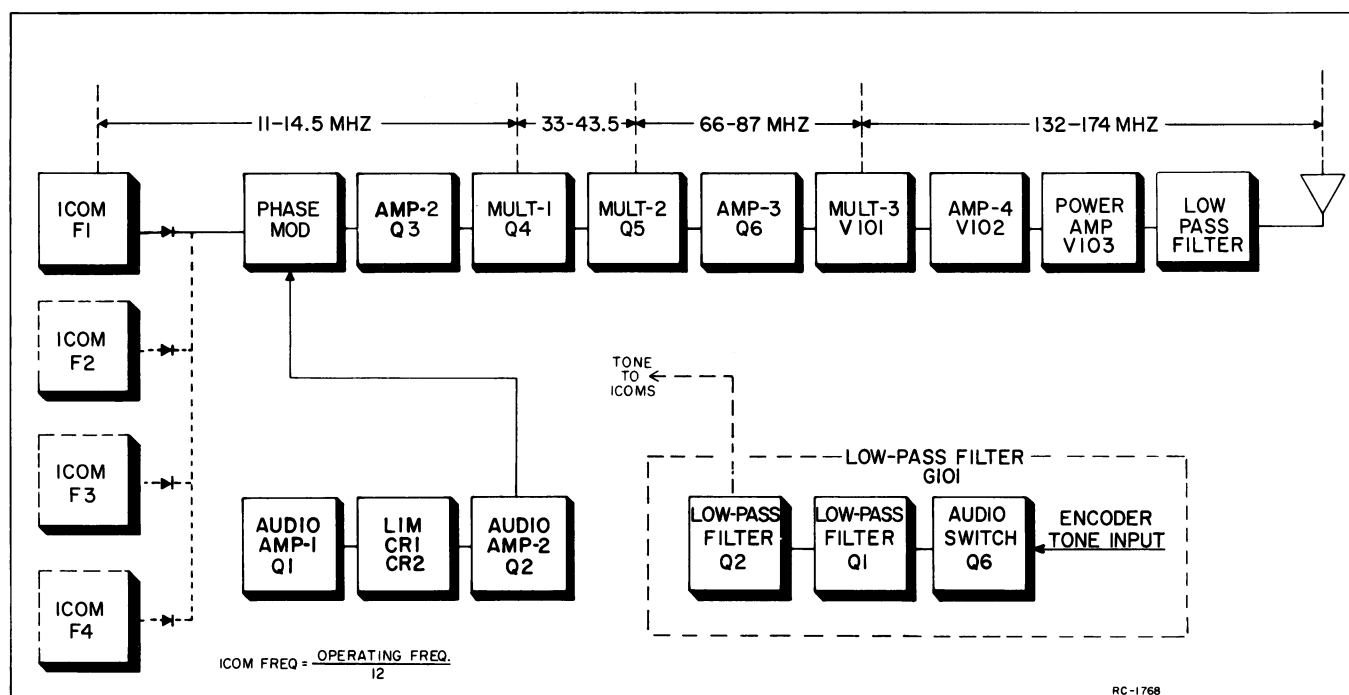 11-14.5 MHZ
33-43.5
66-87 MHZ
132-174 MHZ
ICOM
F1
PHASE
MOD
AMP-2
Q3
MULT-1
Q4
MULT-2
Q5
AMP-3
Q6
MULT-3
V101
AMP-4
V102
POWER
AMP
V103
LOW
PASS
FILTER
ICOM
F2
ICOM
F3
ICOM
F4
TONE
TO
ICOMS
AUDIO
AMP-1
Q1
LIM
CR1
CR2
AUDIO
AMP-2
Q2
LOW-PASS FILTER
G101
LOW-PASS
FILTER
Q2
LOW-PASS
FILTER
Q1
AUDIO
SWITCH
Q6
ENCODER
TONE INPUT
ICOM FREQ = OPERATING FREQ.
12
RC-1768